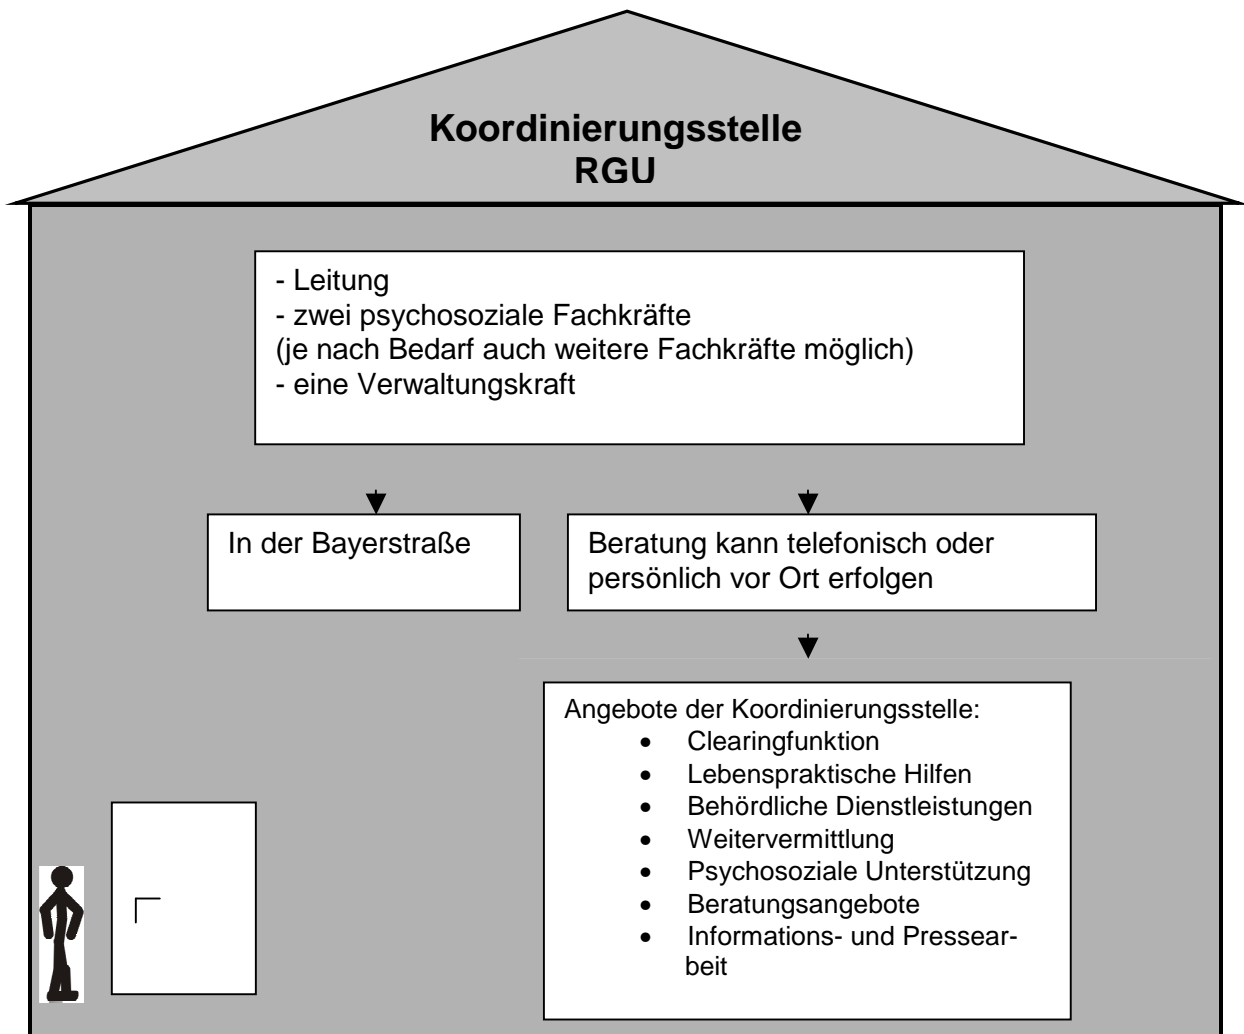 Koordinierungsstelle
RGU
- Leitung
- zwei psychosoziale Fachkräfte
(je nach Bedarf auch weitere Fachkräfte möglich)
- eine Verwaltungskraft
In der Bayerstraße
Beratung kann telefonisch oder
persönlich vor Ort erfolgen
Angebote der Koordinierungsstelle:
• Clearingfunktion
• Lebenspraktische Hilfen
• Behördliche Dienstleistungen
• Weitervermittlung
• Psychosoziale Unterstützung
• Beratungsangebote
• Informations- und Pressear-
beit